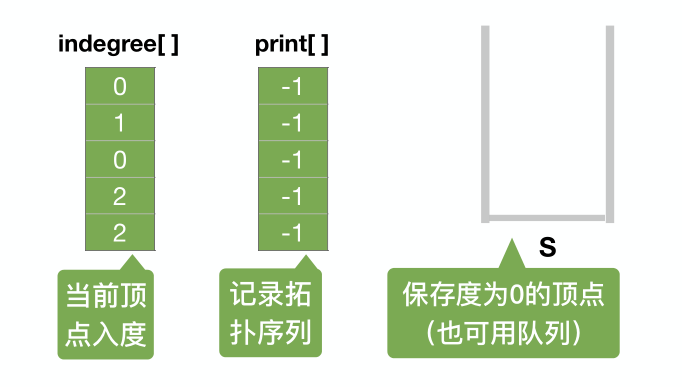 indegree[ ]
print[ ]
0
-1
1
-1
0
-1
2
-1
2
-1
S
当前顶
点入度
记录拓
扑序列
保存度为0的顶点
（也可用队列）